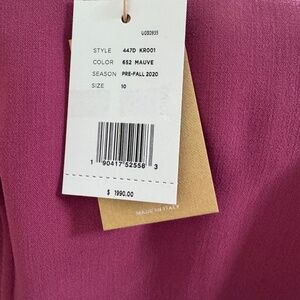 U030935
STYLE 447D KR001
COLOR 652 MAUVE
SEASON PRE-FALL 2020
SIZE 10
1 90417 52558 3
$ 1990.00
MADE IN ITALY